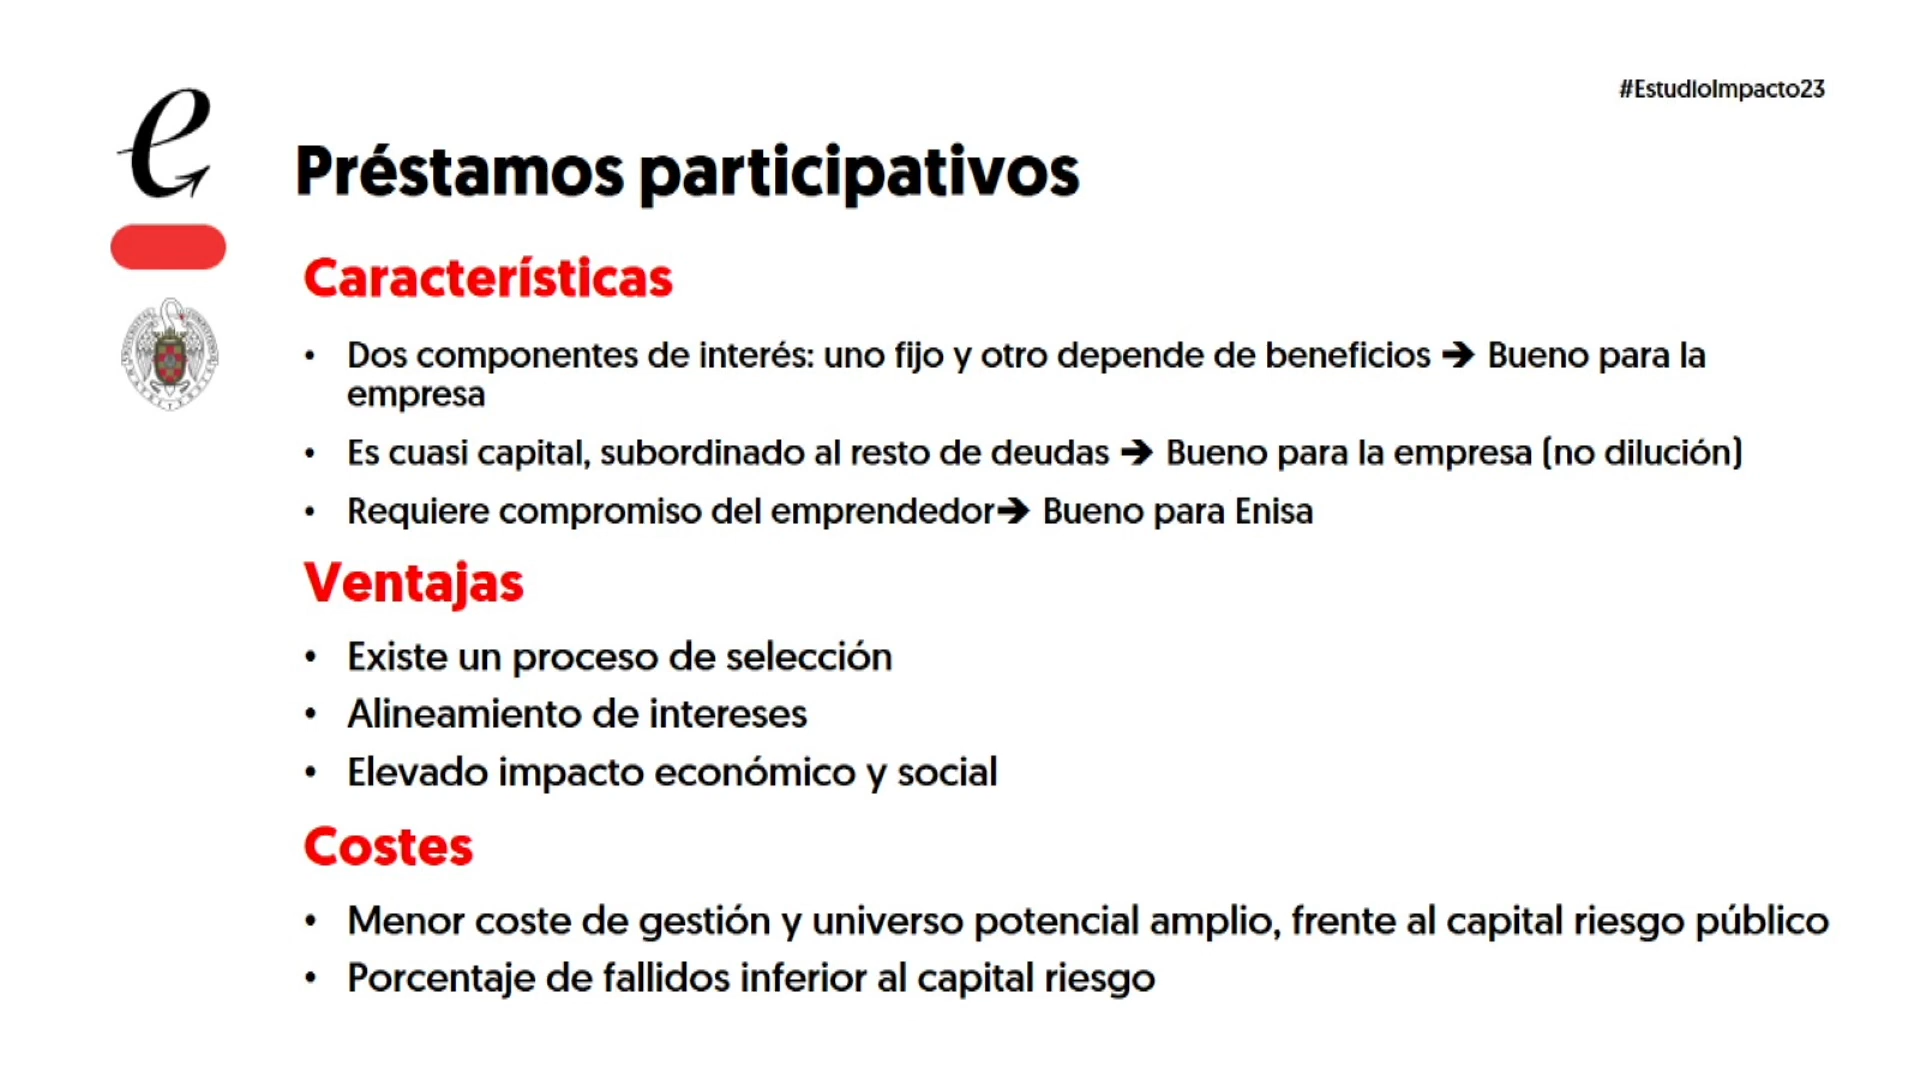 #EstudioImpacto23
Préstamos participativos
Características
• Dos componentes de interés: uno fijo y otro depende de beneficios ➔ Bueno para la
empresa
• Es cuasi capital, subordinado al resto de deudas ➔ Bueno para la empresa (no dilución)
• Requiere compromiso del emprendedor➔ Bueno para Enisa
Ventajas
• Existe un proceso de selección
• Alineamiento de intereses
• Elevado impacto económico y social
Costes
• Menor coste de gestión y universo potencial amplio, frente al capital riesgo público
• Porcentaje de fallidos inferior al capital riesgo